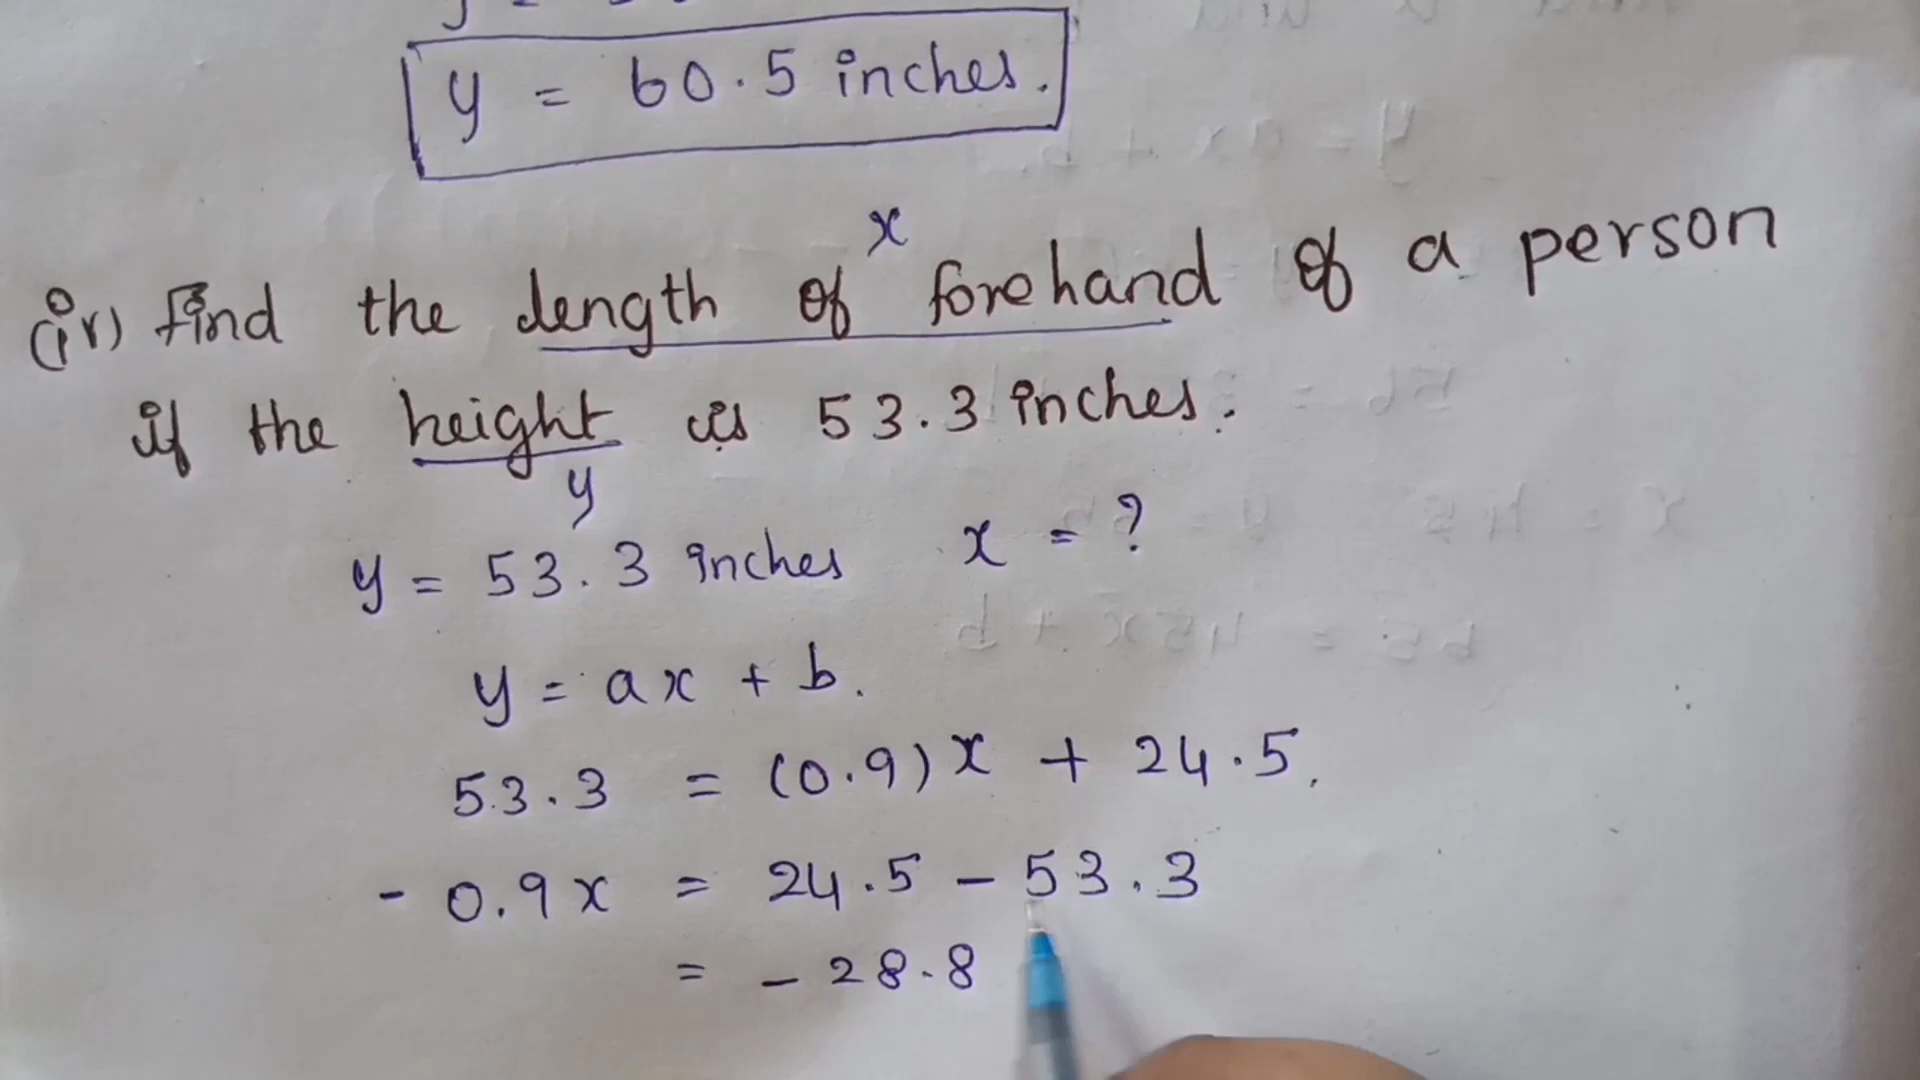 y = 60.5 inches.
x
(iv) Find the length of forehand of a person
if the height is 53.3 inches.
y
y = 53.3 inches x = ?
y = ax + b.
53.3 = (0.9)x + 24.5.
- 0.9x = 24.5 - 53.3
= - 28.8